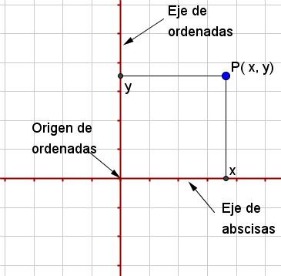 Eje de
ordenadas
P( x, y)
y
Origen de
ordenadas
x
Eje de
abscisas